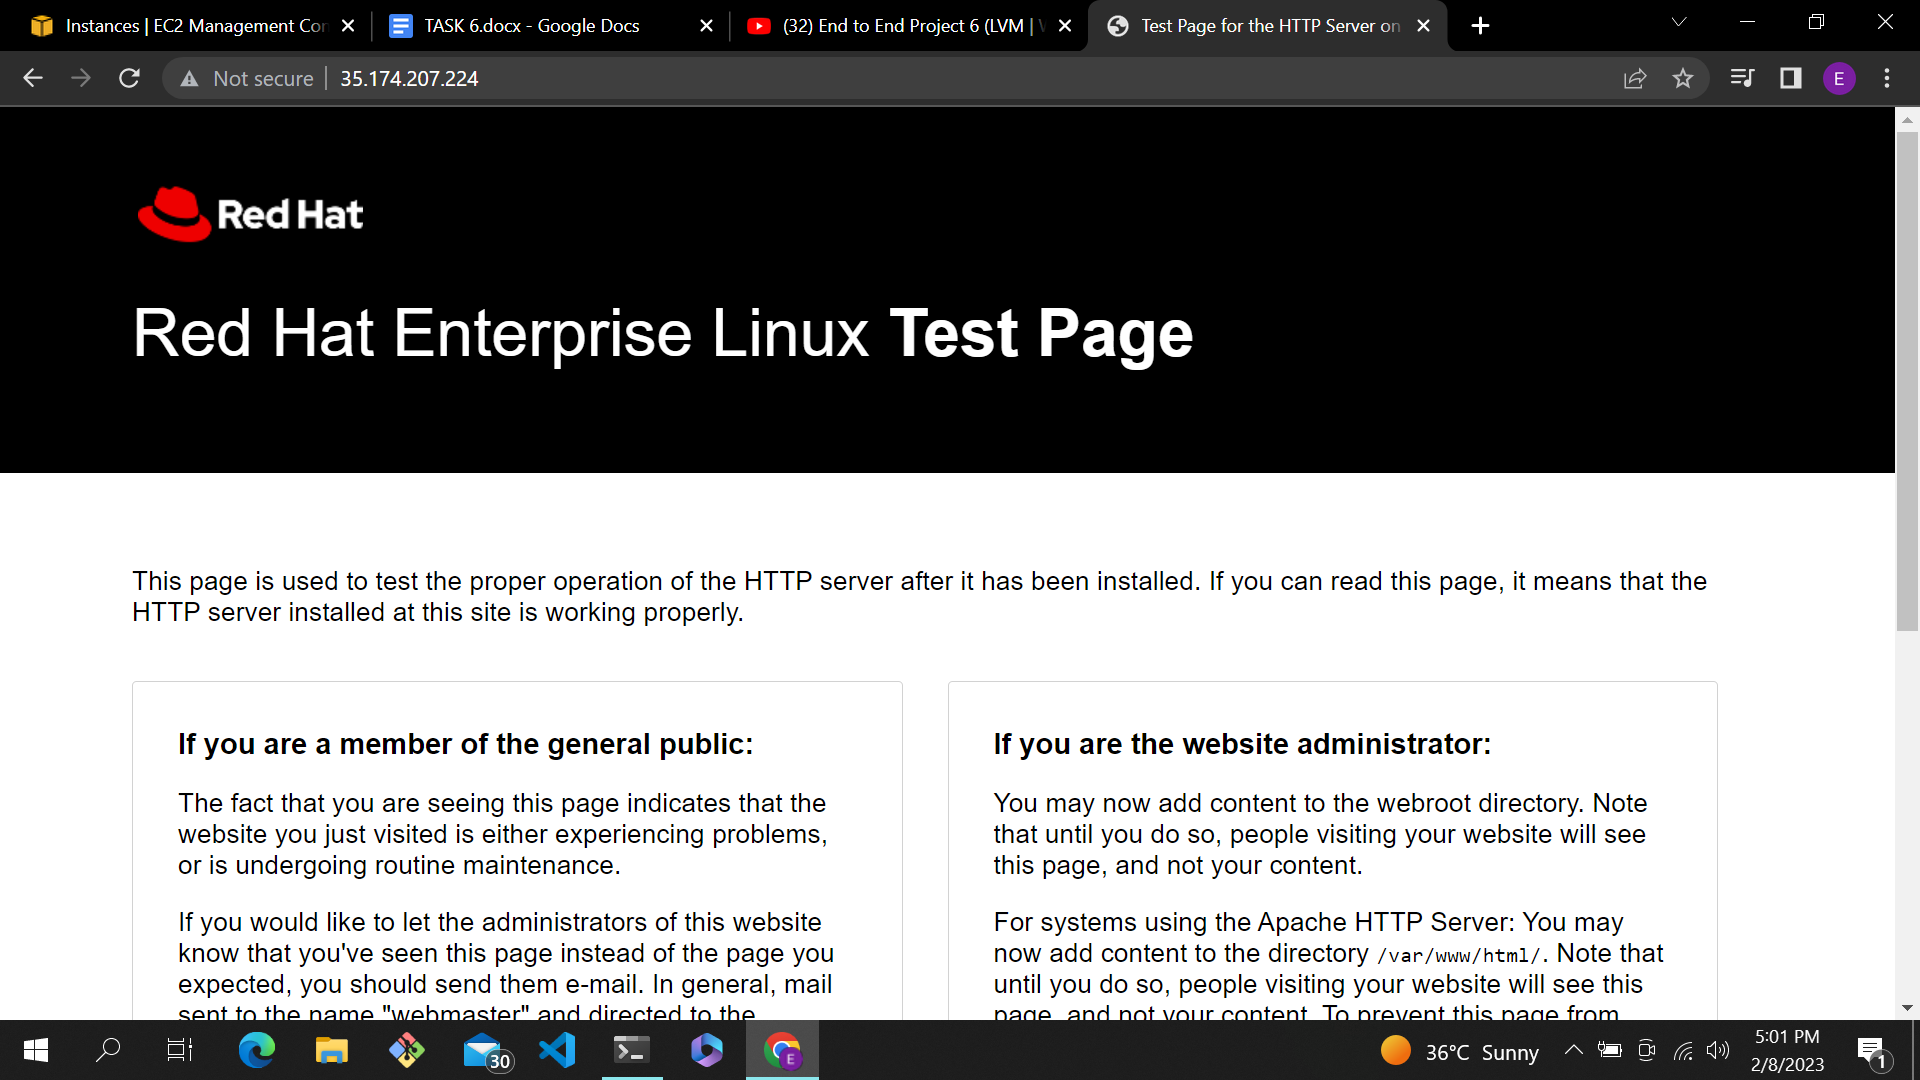 Instances | EC2 Management Con
TASK 6.docx - Google Docs
(32) End to End Project 6 (LVM |
Test Page for the HTTP Server on
Not secure
35.174.207.224
E
Red Hat
Red Hat Enterprise Linux Test Page
This page is used to test the proper operation of the HTTP server after it has been installed. If you can read this page, it means that the
HTTP server installed at this site is working properly.
If you are a member of the general public:
The fact that you are seeing this page indicates that the
website you just visited is either experiencing problems,
or is undergoing routine maintenance.
If you would like to let the administrators of this website
know that you've seen this page instead of the page you
expected, you should send them e-mail. In general, mail
sent to the name "webmaster" and directed to the
If you are the website administrator:
You may now add content to the webroot directory. Note
that until you do so, people visiting your website will see
this page, and not your content.
For systems using the Apache HTTP Server: You may
now add content to the directory /var/www/html/. Note that
until you do so, people visiting your website will see this
page, and not your content. To prevent this page from
30
E
36°C Sunny
5:01 PM
2/8/2023
1